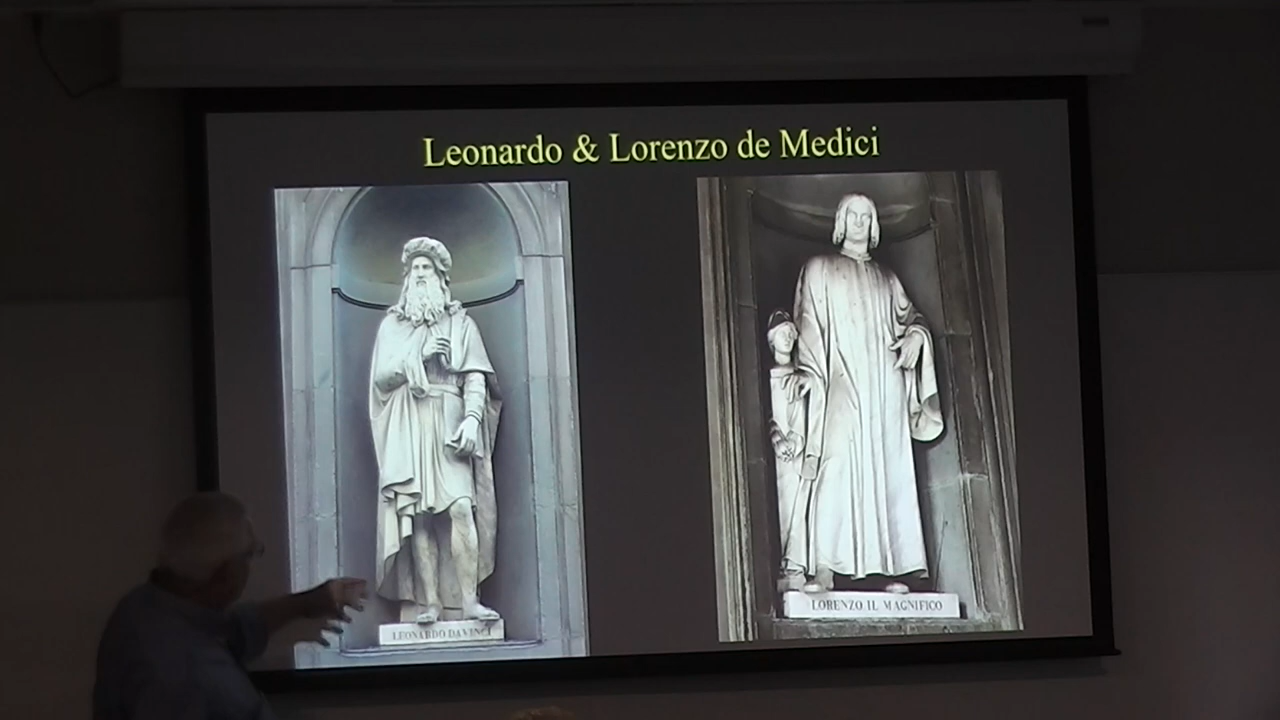 Leonardo & Lorenzo de Medici
LEONARDO DA VINCI
LORENZO IL MAGNIFICO